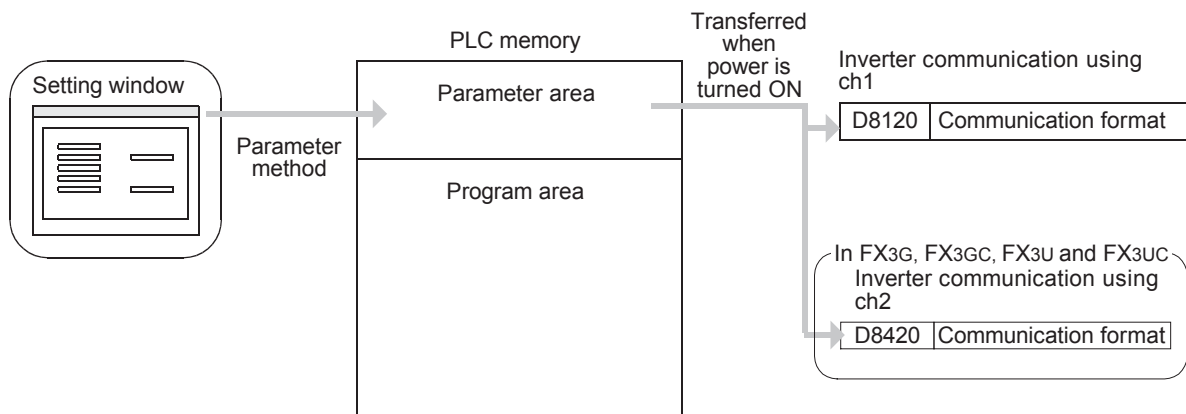 Setting window
Parameter
method
PLC memory
Parameter area
Program area
Transferred
when
power is
turned ON
Inverter communication using
ch1
D8120 Communication format
In FX3G, FX3GC, FX3U and FX3UC
Inverter communication using
ch2
D8420 Communication format